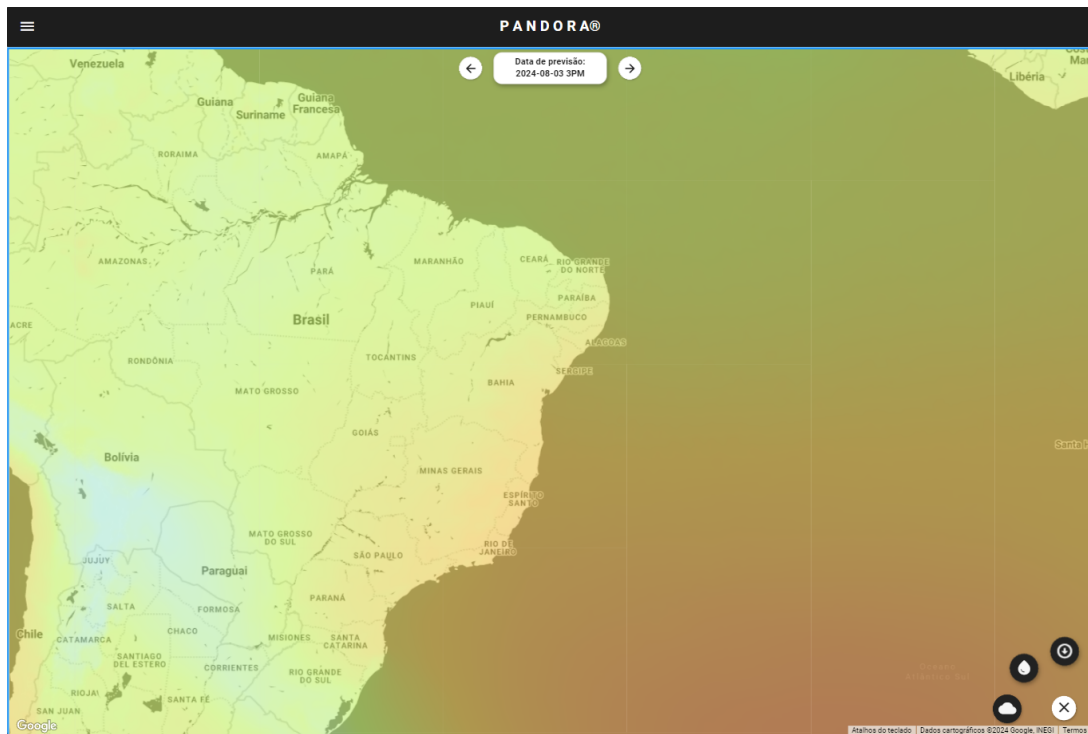 PANDORA®
Data de previsão:
2024-08-03 3PM
Venezuela
Libéria
Guiana
Suriname
Guiana
Francesa
RORAIMA
AMAPÁ
AMAZONAS
PARÁ
MARANHÃO
CEARÁ
RIO GRANDE
DO NORTE
PIAUÍ
PARAÍBA
PERNAMBUCO
ACRE
Brasil
ALAGOAS
RONDÔNIA
TOCANTINS
SERGIPE
MATO GROSSO
BAHIA
GOIÁS
Bolívia
MINAS GERAIS
ESPÍRITO
SANTO
MATO GROSSO
DO SUL
RIO DE
JANEIRO
SÃO PAULO
JUJUY
Paraguai
PARANÁ
SALTA
FORMOSA
Chile
CATAMARCA
CHACO
MISIONES
SANTA
CATARINA
SANTIAGO
DEL ESTERO
CORRIENTES
RIO GRANDE
DO SUL
RIOJA
SANTA FÉ
SAN JUAN
Google
Atalhos do teclado
Dados cartográficos ©2024 Google, INEGI
Termos